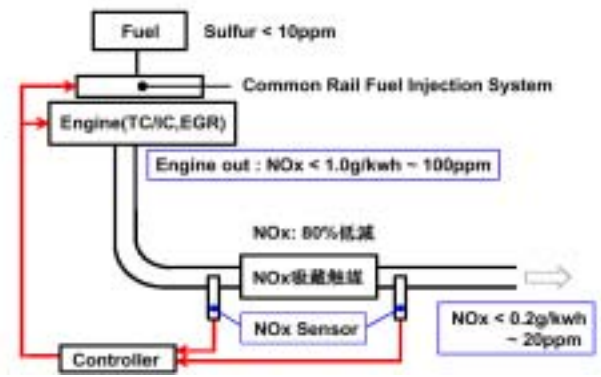 Fuel
Sulfur < 10ppm
Common Rail Fuel Injection System
Engine(TC/IC,EGR)
Engine out : NOx < 1.0g/kwh ~ 100ppm
NOx: 80%低減
NOx吸蔵触媒
NOx Sensor
NOx < 0.2g/kwh
~ 20ppm
Controller